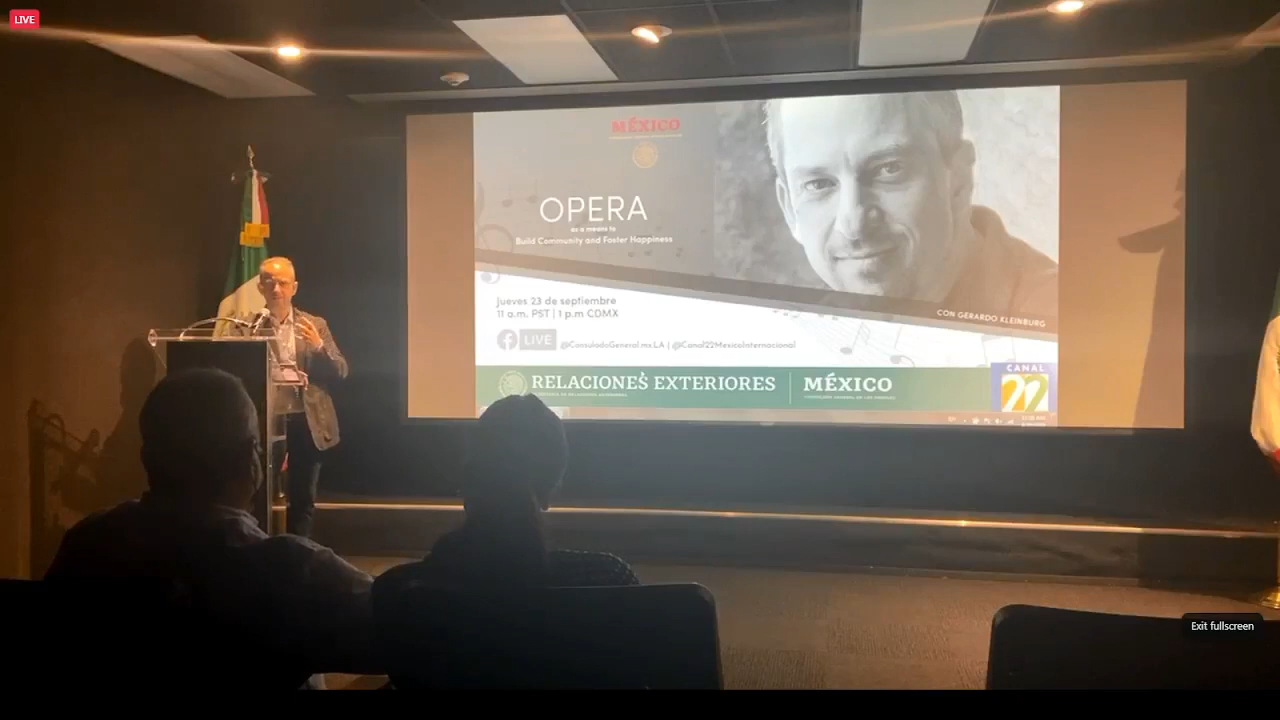 LIVE
MÉXICO
OPERA
as a means to
Build Community and Foster Happiness
Jueves 23 de septiembre
11 a.m. PST | 1 p.m CDMX
LIVE
@ConsuladoGeneral.mx.LA | @Canal22MexicoInternacional
CON GERARDO KLEINBURG
RELACIONES EXTERIORES
MÉXICO
CANAL
22
Exit fullscreen